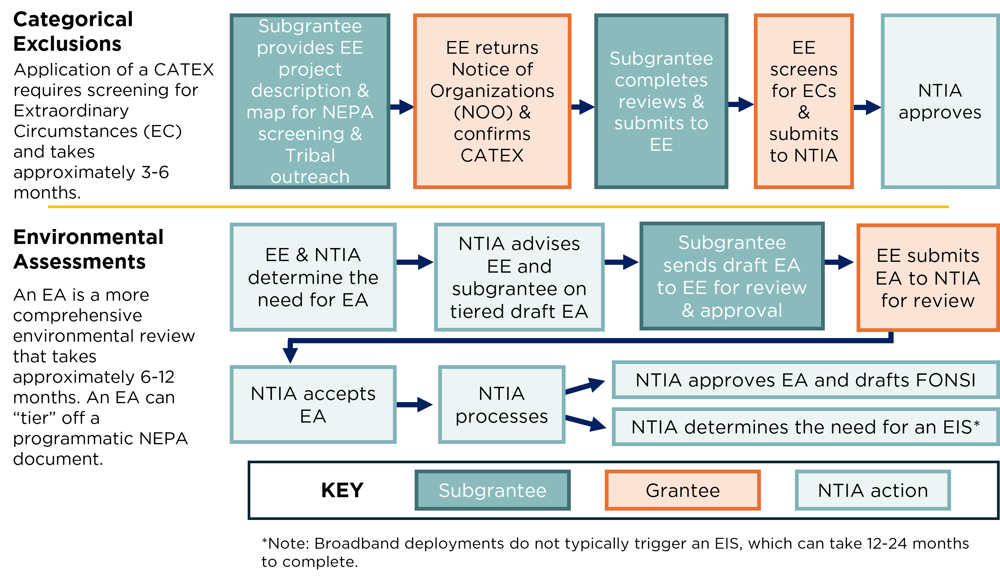 Categorical
Exclusions
Application of a CATEX
requires screening for
Extraordinary
Circumstances (EC)
and takes
approximately 3-6
months.
Subgrantee
provides EE
project
description &
map for NEPA
screening &
Tribal
outreach
EE returns
Notice of
Organizations
(NOO) &
confirms
CATEX
Subgrantee
completes
reviews &
submits to
EE
EE
screens
for ECs
&
submits
to NTIA
NTIA
approves
Environmental
Assessments
An EA is a more
comprehensive
environmental review
that takes
approximately 6-12
months. An EA can
“tier” off a
programmatic NEPA
document.
EE & NTIA
determine the
need for EA
NTIA advises
EE and
subgrantee on
tiered draft EA
Subgrantee
sends draft EA
to EE for review
& approval
EE submits
EA to NTIA
for review
NTIA accepts
EA
NTIA
processes
NTIA approves EA and drafts FONSI
NTIA determines the need for an EIS*
KEY
Subgrantee
Grantee
NTIA action
*Note: Broadband deployments do not typically trigger an EIS, which can take 12-24 months
to complete.